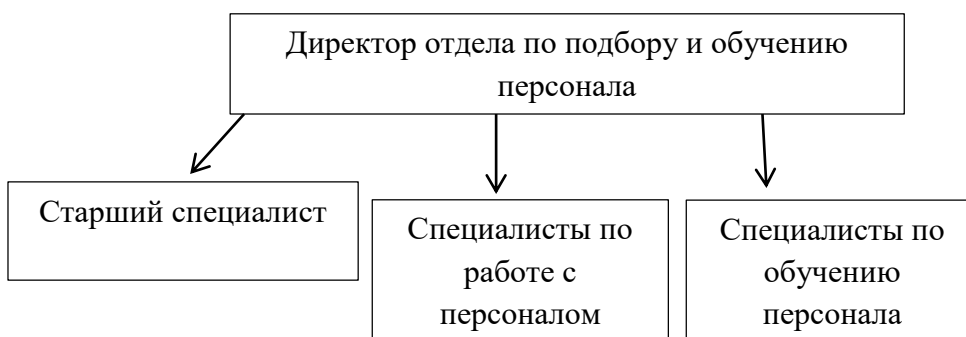 Директор отдела по подбору и обучению
персонала
Старший специалист
Специалисты по
работе с
персоналом
Специалисты по
обучению
персонала